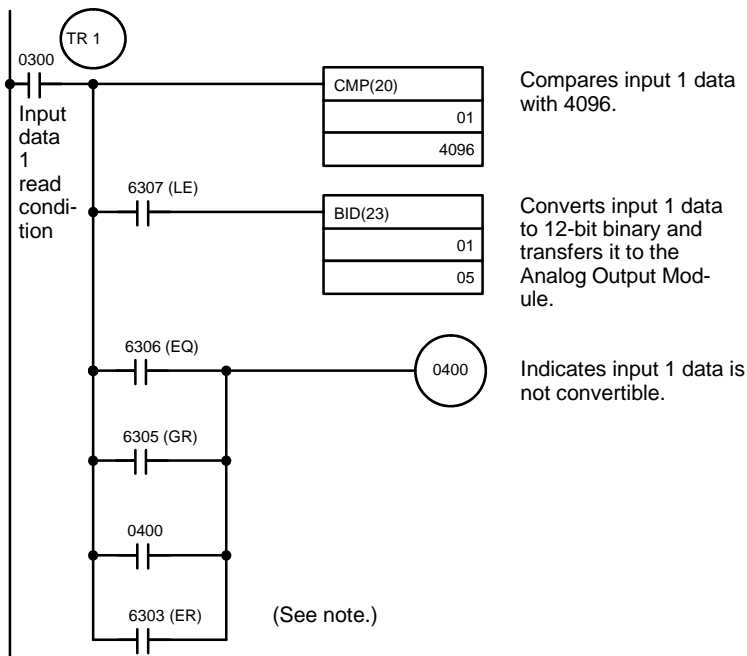 TR 1
0300
Input
data
1
read
condi-
tion
CMP(20)
01
4096
Compares input 1 data
with 4096.
6307 (LE)
BID(23)
01
05
Converts input 1 data
to 12-bit binary and
transfers it to the
Analog Output Mod-
ule.
6306 (EQ)
0400
Indicates input 1 data is
not convertible.
6305 (GR)
0400
6303 (ER)
(See note.)